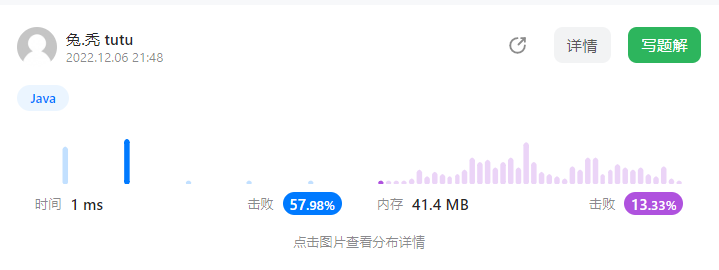 兔.秃 tutu
2022.12.06 21:48
详情
写题解
Java
时间 1 ms 击败 57.98%
内存 41.4 MB 击败 13.33%
点击图片查看分布详情